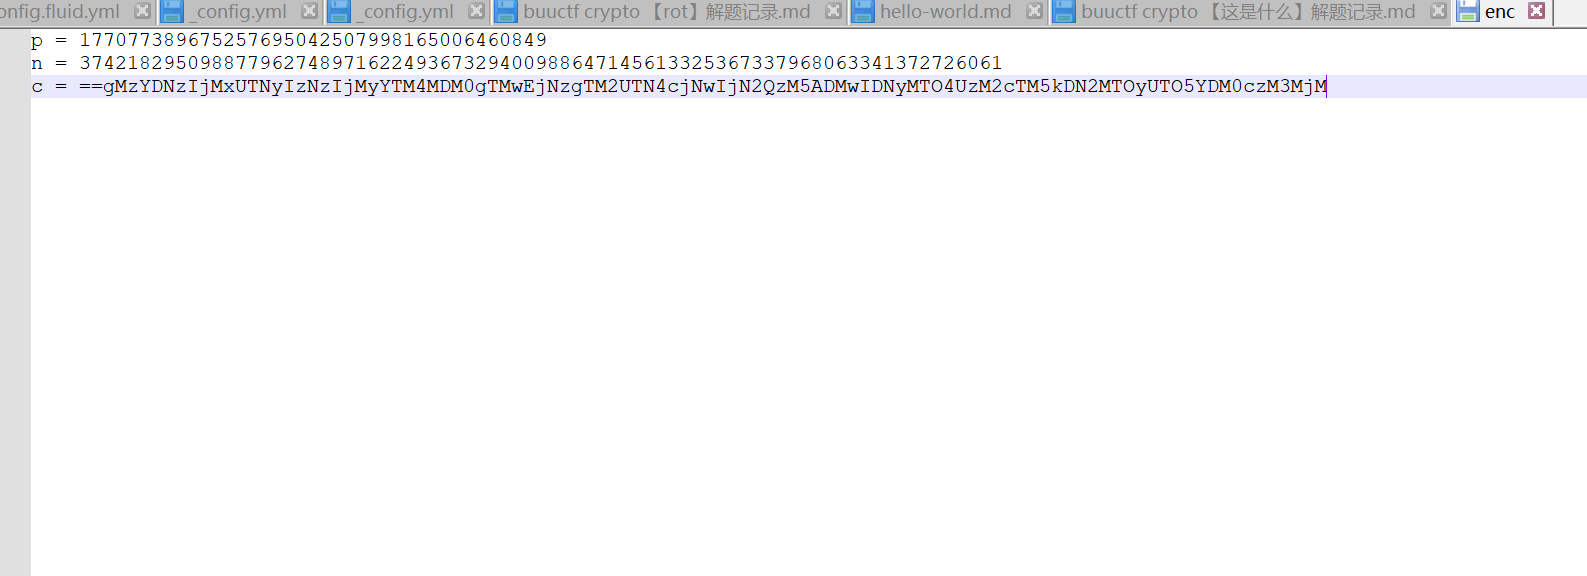 onfig.fluid.yml _config.yml _config.yml buuctf crypto 【rot】解题记录.md hello-world.md buuctf crypto 【这是什么】解题记录.md enc
p = 177077389675257695042507998165006460849
n = 37421829509887796274897162249367329400988647145613325367337968063341372726061
c = ==gMzYDNzIjMxUTNyIzNzIjMyYTM4MDM0gTMwEjNzgTM2UTN4cjNwIjN2QzM5ADMwIDNyMTO4UzM2cTM5kDN2MTOyUTO5YDM0czM3MjM